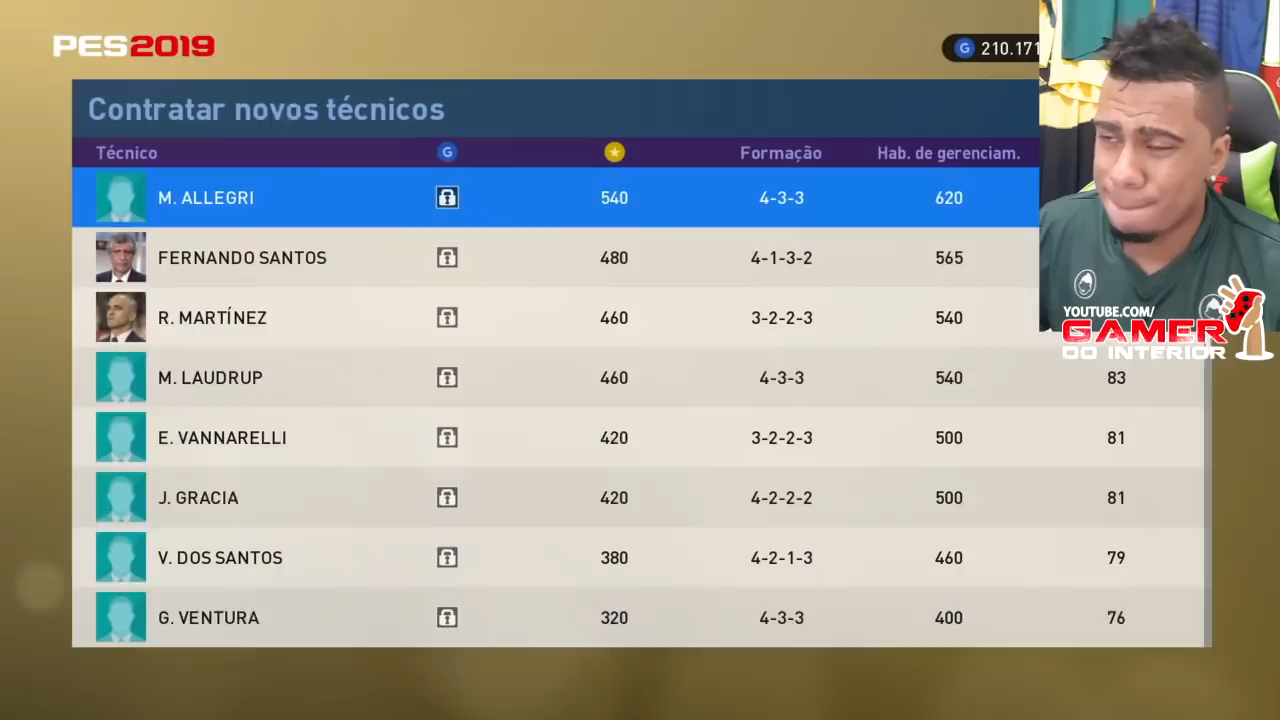 PES2019
G 210.171
Contratar novos técnicos
Técnico G Formação Hab. de gerenciam.
M. ALLEGRI 540 4-3-3 620
FERNANDO SANTOS 480 4-1-3-2 565
R. MARTÍNEZ 460 3-2-2-3 540
M. LAUDRUP 460 4-3-3 540 83
E. VANNARELLI 420 3-2-2-3 500 81
J. GRACIA 420 4-2-2-2 500 81
V. DOS SANTOS 380 4-2-1-3 460 79
G. VENTURA 320 4-3-3 400 76
YOUTUBE.COM/
GAMER
DO INTERIOR